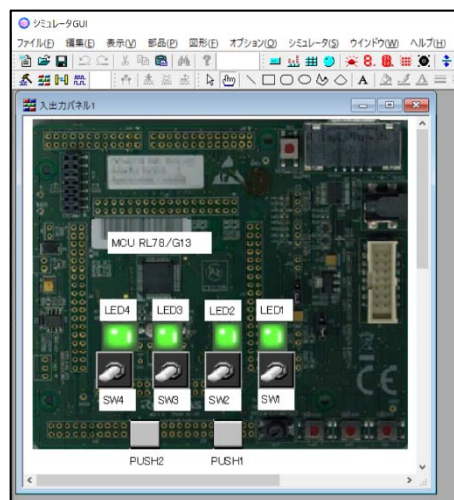 シミュレータGUI
ファイル(F) 編集(E) 表示(V) 部品(P) 図形(F) オプション(O) シミュレータ(S) ウインドウ(W) ヘルプ(H)
入出力パネル1
MCU RL78/G13
LED4 LED3 LED2 LED1
SW4 SW3 SW2 SW1
PUSH2 PUSH1